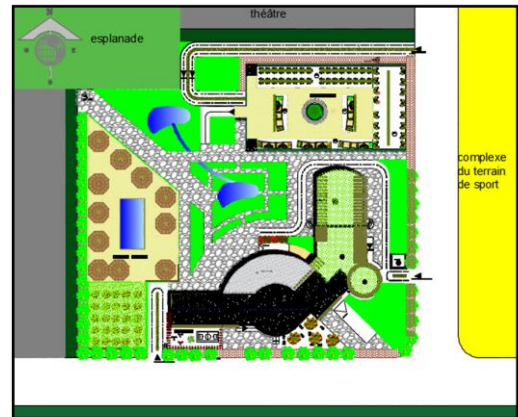 théâtre
esplanade
complexe
du terrain
de sport